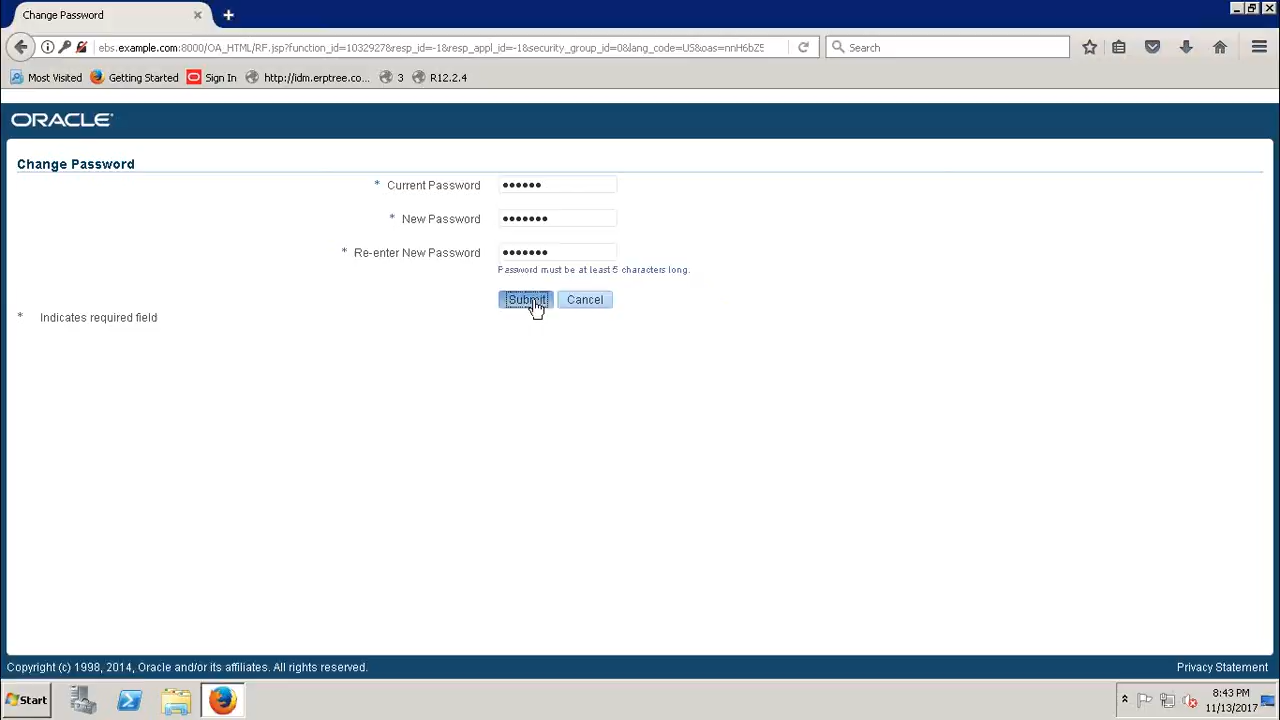 Change Password
ebs.example.com:8000/OA_HTML/RF.jsp?function_id=1032927&resp_id=-1&resp_appl_id=-1&security_group_id=0&lang_code=US&oas=nnH6bZ5
Search
Most Visited
Getting Started
Sign In
http://idm.erptree.co...
3
R12.2.4
ORACLE
Change Password
* Current Password ••••••
* New Password •••••••
* Re-enter New Password •••••••
Password must be at least 5 characters long.
Submit Cancel
* Indicates required field
Copyright (c) 1998, 2014, Oracle and/or its affiliates. All rights reserved.
Privacy Statement
Start
8:43 PM
11/13/2017